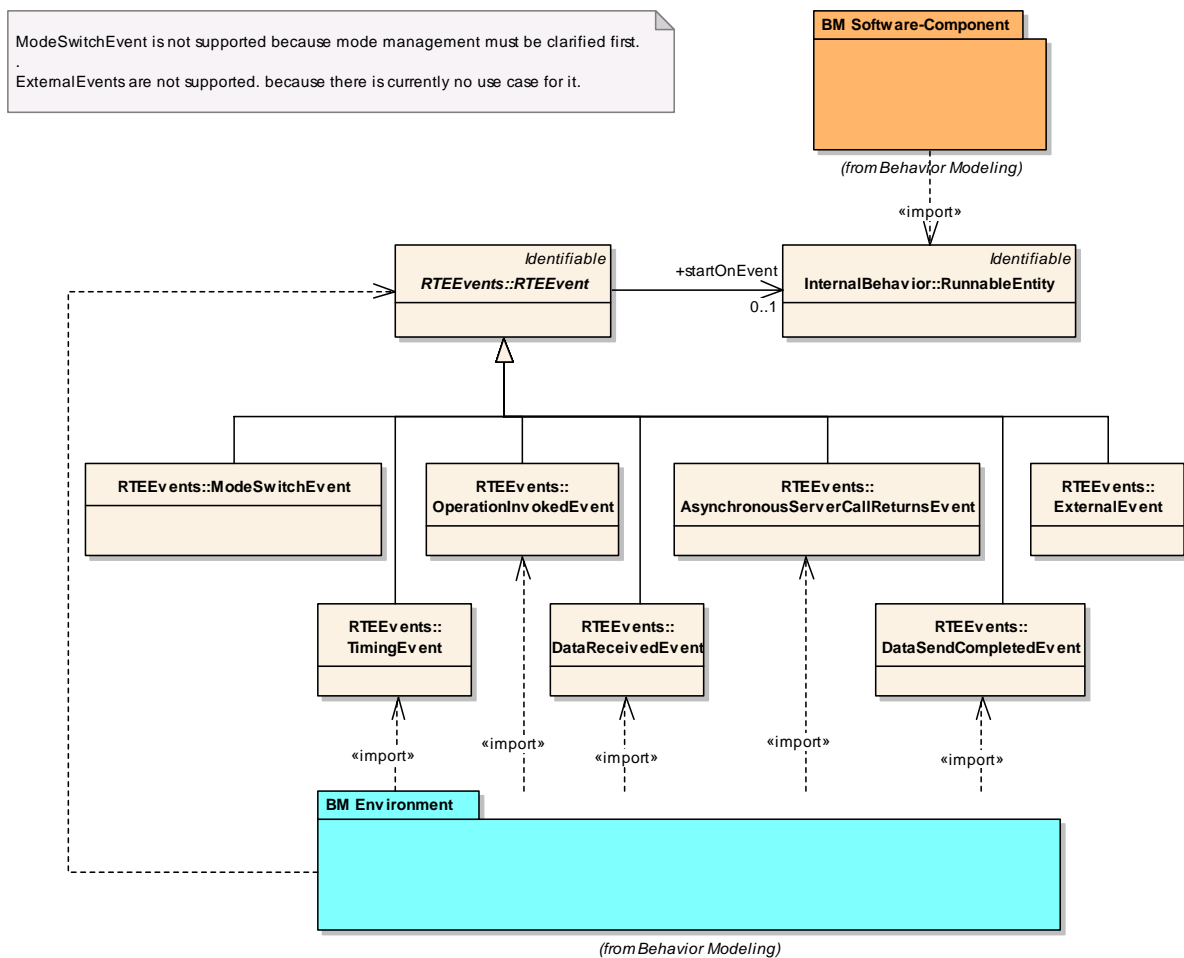 ModeSwitchEvent is not supported because mode management must be clarified first.
.
ExternalEvents are not supported. because there is currently no use case for it.
BM Software-Component
(from Behavior Modeling)
«import»
Identifiable
RTEEvents::RTEEvent
+startOnEvent
0..1
Identifiable
InternalBehavior::RunnableEntity
RTEEvents::ModeSwitchEvent
RTEEvents::
OperationInvokedEvent
RTEEvents::
AsynchronousServerCallReturnsEvent
RTEEvents::
ExternalEvent
RTEEvents::
TimingEvent
RTEEvents::
DataReceivedEvent
RTEEvents::
DataSendCompletedEvent
«import»
«import»
«import»
«import»
«import»
BM Environment
(from Behavior Modeling)